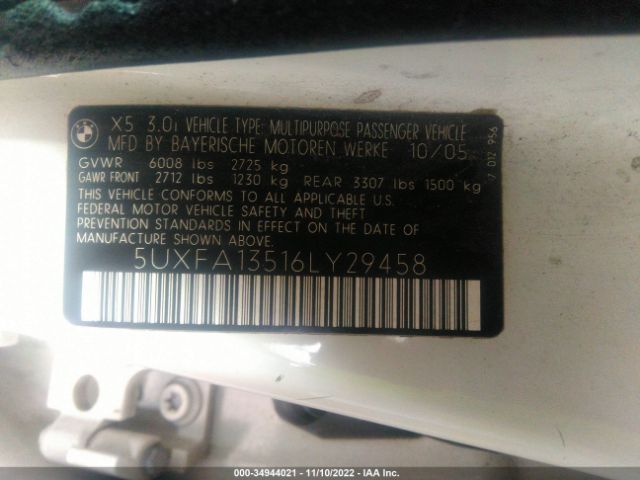 X5 3.0i VEHICLE TYPE: MULTIPURPOSE PASSENGER VEHICLE
MFD BY BAYERISCHE MOTOREN WERKE 10/05
GVWR 6008 lbs 2725 kg
GAWR FRONT 2712 lbs 1230 kg REAR 3307 lbs 1500 kg
THIS VEHICLE CONFORMS TO ALL APPLICABLE U.S.
FEDERAL MOTOR VEHICLE SAFETY AND THEFT
PREVENTION STANDARDS IN EFFECT ON THE DATE OF
MANUFACTURE SHOWN ABOVE.
5UXFA13516LY29458
7 012 956
000-34944021 - 11/10/2022 - IAA Inc.